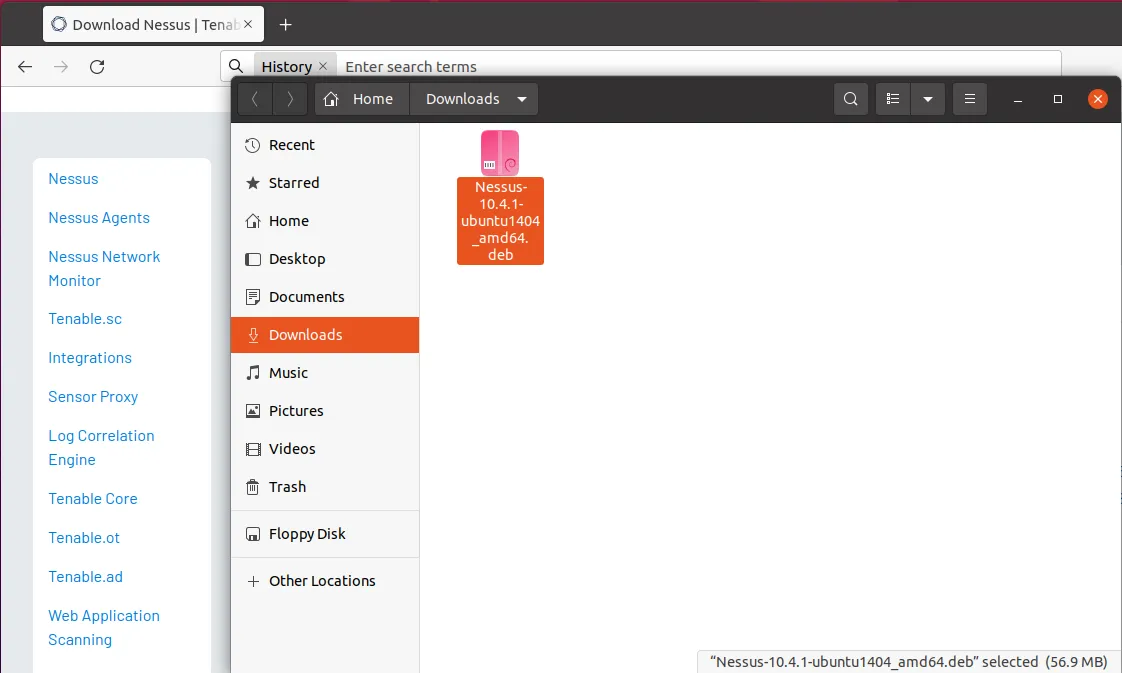 Download Nessus | Tenab
History
Enter search terms
Nessus
Nessus Agents
Nessus Network
Monitor
Tenable.sc
Integrations
Sensor Proxy
Log Correlation
Engine
Tenable Core
Tenable.ot
Tenable.ad
Web Application
Scanning
Home
Downloads
Recent
Starred
Home
Desktop
Documents
Downloads
Music
Pictures
Videos
Trash
Floppy Disk
Other Locations
Nessus-
10.4.1-
ubuntu1404
_amd64.
deb
“Nessus-10.4.1-ubuntu1404_amd64.deb” selected (56.9 MB)